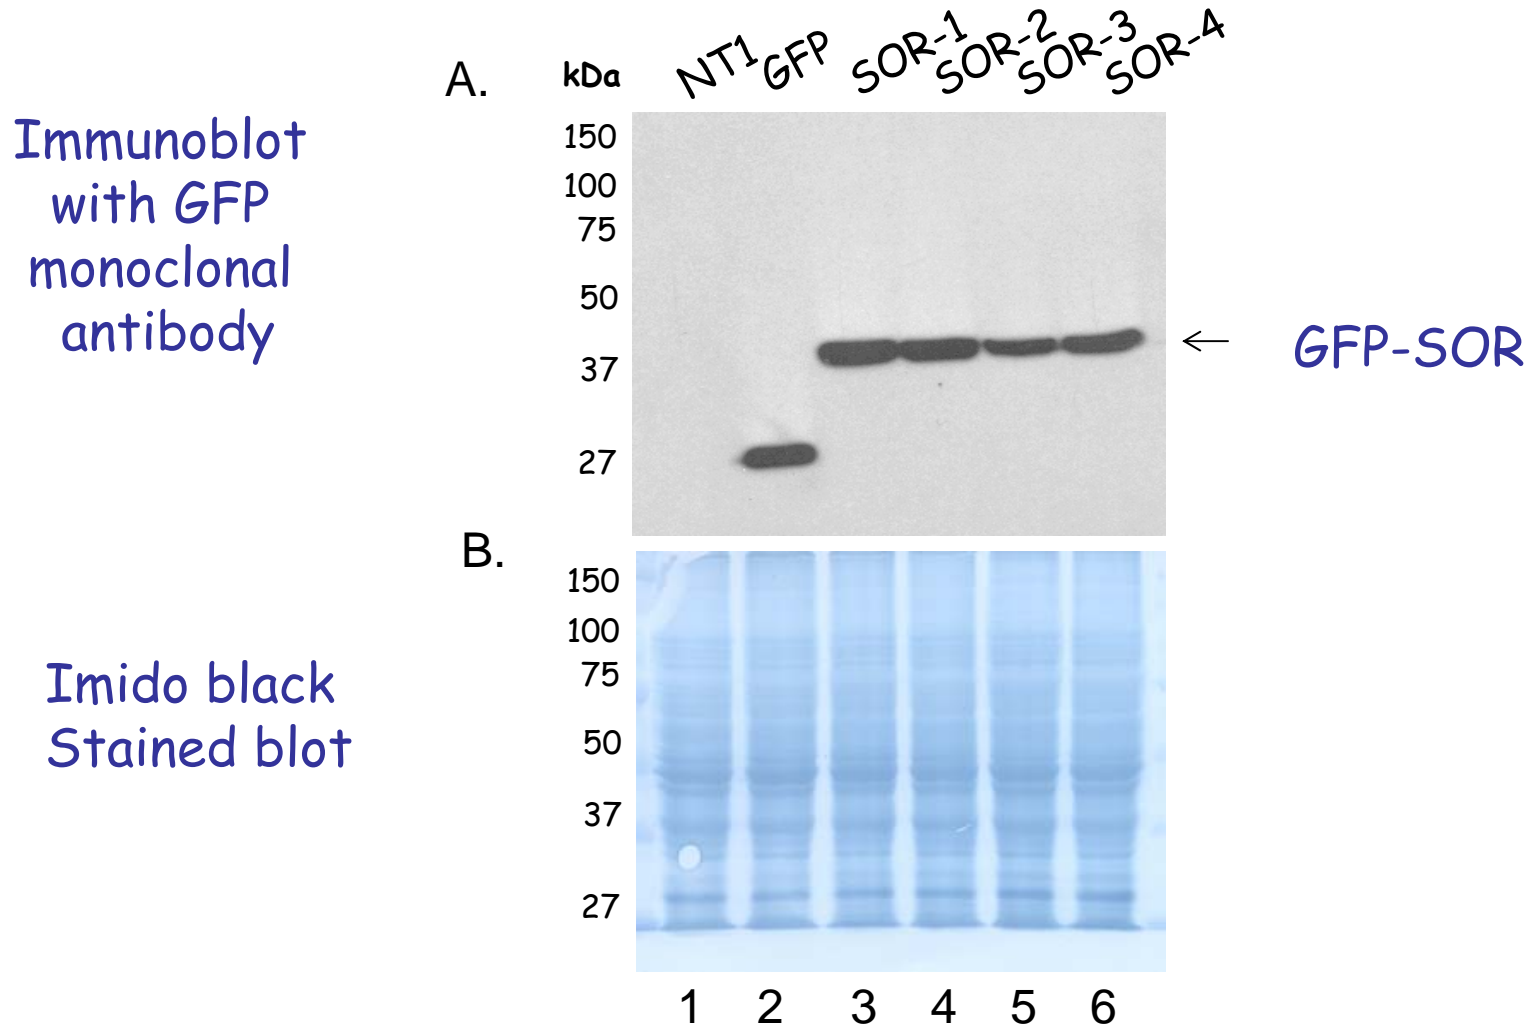 A.
kDa
NT1
GFP
SOR-1
SOR-2
SOR-3
SOR-4
Immunoblot
with GFP
monoclonal
antibody
150
100
75
50
37
27
GFP-SOR
B.
Imido black
Stained blot
150
100
75
50
37
27
1 2 3 4 5 6